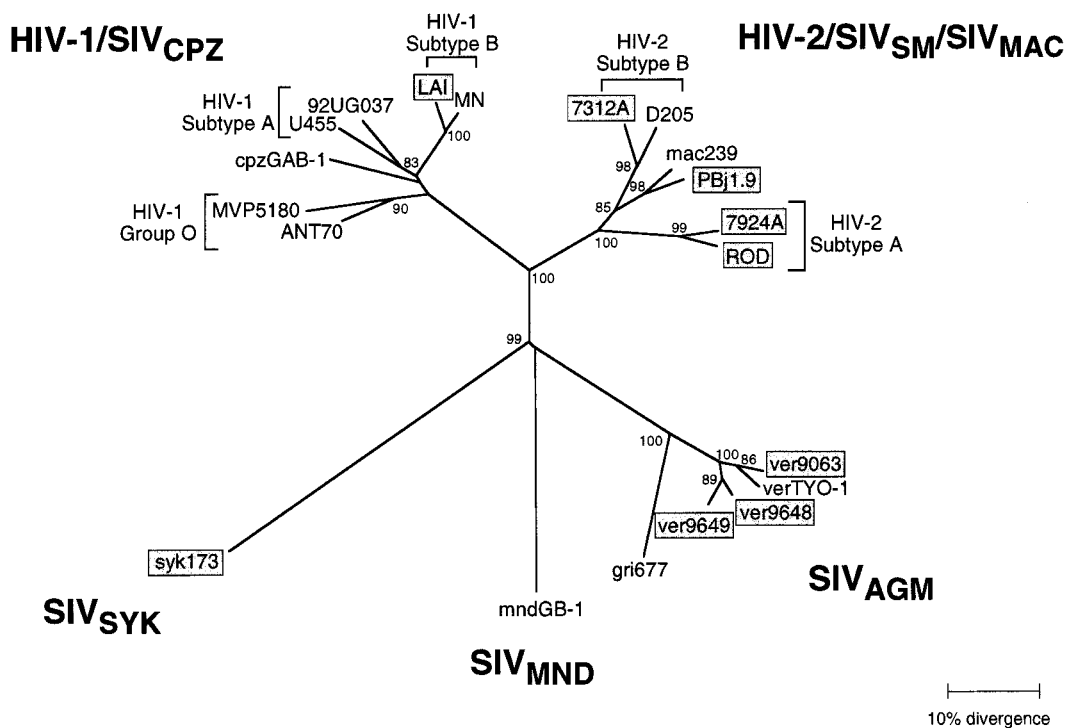 HIV-1/SIVCPZ
HIV-1
Subtype B
HIV-2/SIVSM/SIVMAC
HIV-2
Subtype B
LAI
MN
HIV-1
Subtype A
92UG037
U455
cpzGAB-1
HIV-1
Group O
MVP5180
ANT70
100
83
90
7312A
D205
mac239
PBj1.9
7924A
ROD
HIV-2
Subtype A
98
98
85
99
100
100
99
100
100
86
89
ver9063
verTYO-1
ver9648
ver9649
gri677
syk173
mndGB-1
SIVSYK
SIVMND
SIVAGM
10% divergence